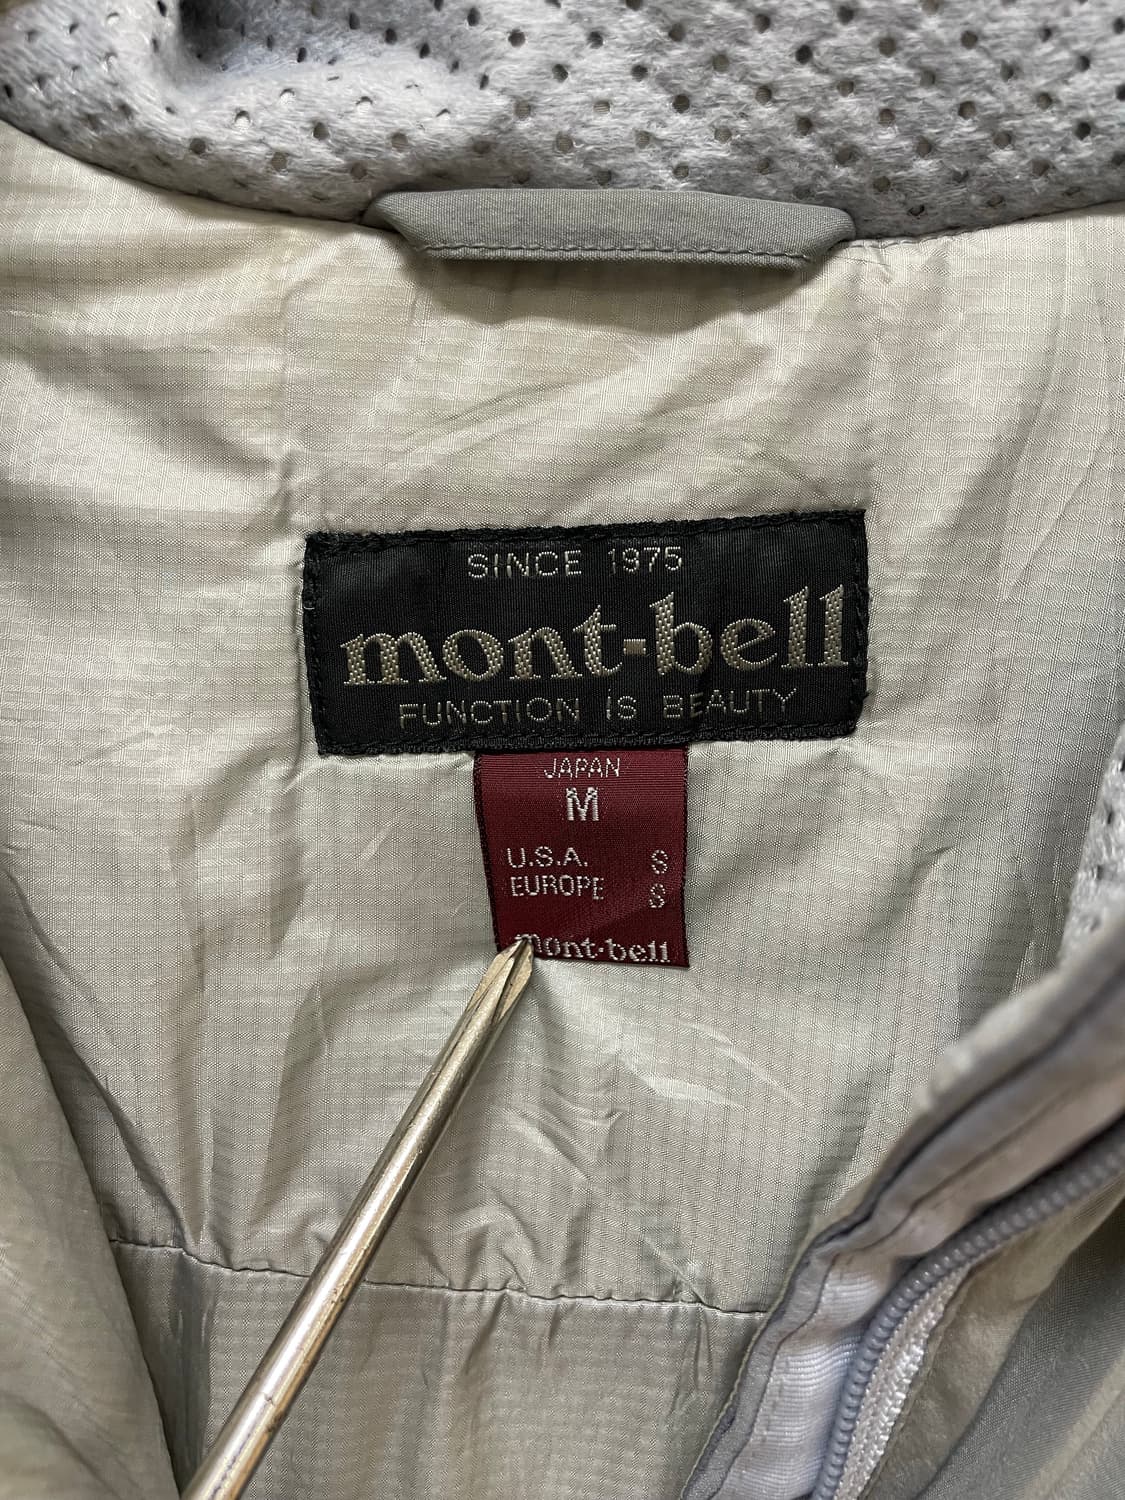 SINCE 1975
mont-bell
FUNCTION iS BEAUTY
JAPAN
M
U.S.A. S
EUROPE S
mont-bell